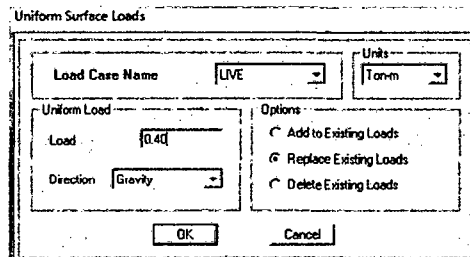 Uniform Surface Loads
Units
Load Case Name LIVE Ton-m
Uniform Load Options
Load 0.40 Add to Existing Loads
Replace Existing Loads
Direction Gravity Delete Existing Loads
OK Cancel